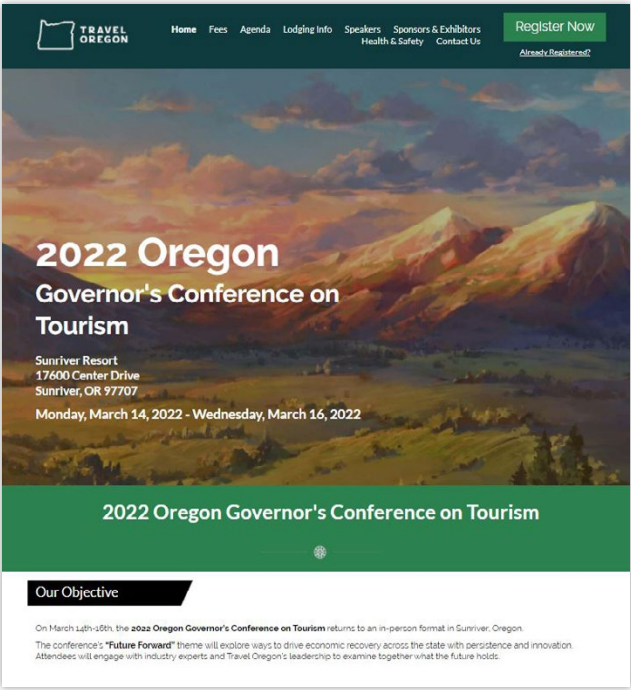 TRAVEL
OREGON
Home Fees Agenda Lodging Info Speakers Sponsors & Exhibitors
Health & Safety Contact Us
Register Now
Already Registered?
2022 Oregon
Governor's Conference on
Tourism
Sunriver Resort
17600 Center Drive
Sunriver, OR 97707
Monday, March 14, 2022 - Wednesday, March 16, 2022
2022 Oregon Governor's Conference on Tourism
Our Objective
On March 14th-16th, the 2022 Oregon Governor's Conference on Tourism returns to an in-person format in Sunriver, Oregon.
The conference's "Future Forward" theme will explore ways to drive economic recovery across the state with persistence and innovation.
Attendees will engage with industry experts and Travel Oregon's leadership to examine together what the future holds.